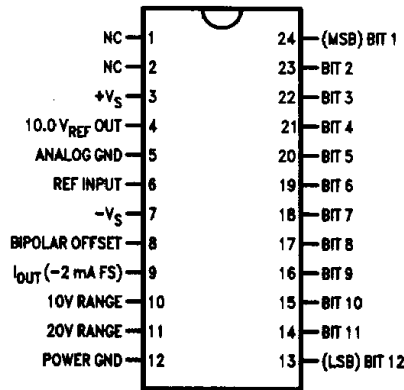 NC 1 24 (MSB) BIT 1
NC 2 23 BIT 2
+VS 3 22 BIT 3
10.0 VREF OUT 4 21 BIT 4
ANALOG GND 5 20 BIT 5
REF INPUT 6 19 BIT 6
-VS 7 18 BIT 7
BIPOLAR OFFSET 8 17 BIT 8
IOUT (-2 mA FS) 9 16 BIT 9
10V RANGE 10 15 BIT 10
20V RANGE 11 14 BIT 11
POWER GND 12 13 (LSB) BIT 12